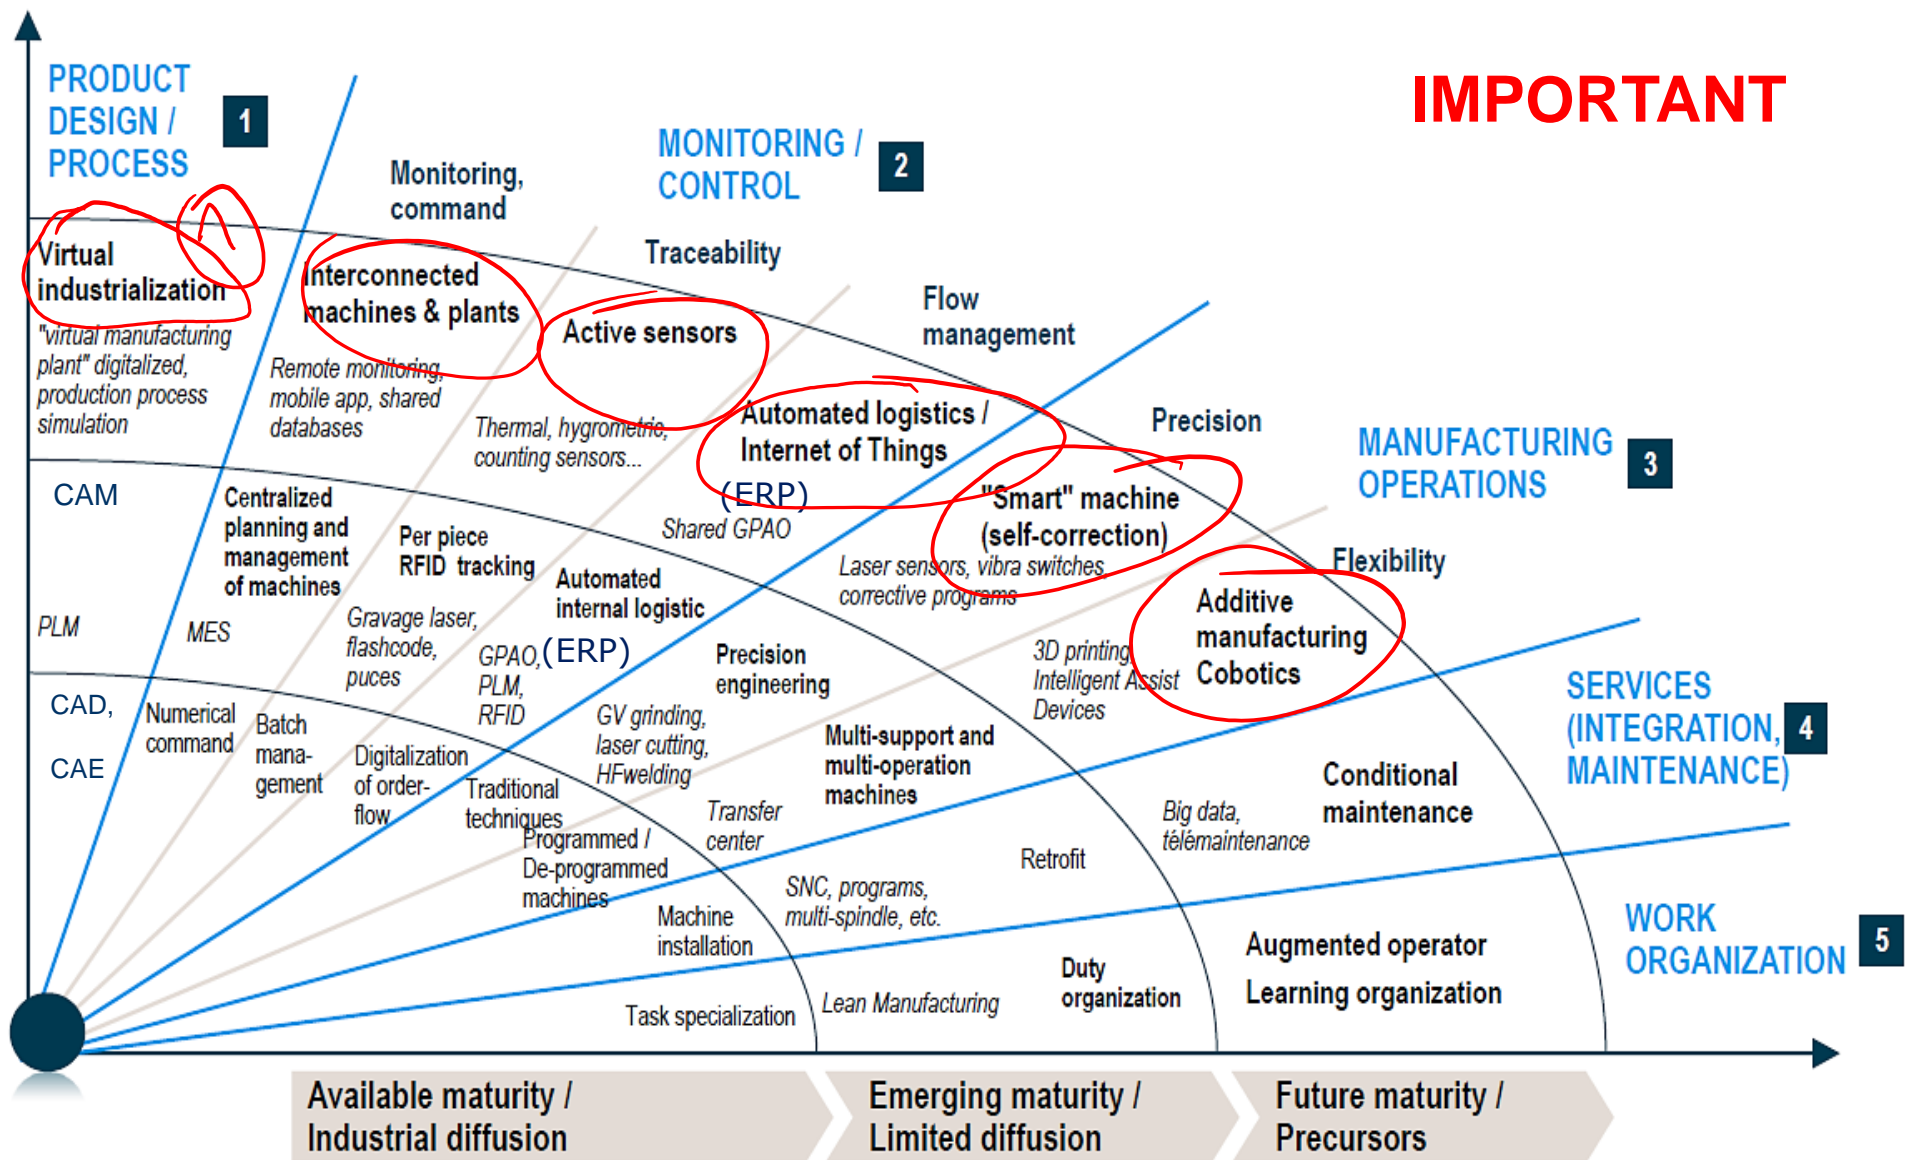 IMPORTANT
PRODUCT
DESIGN /
PROCESS
1
MONITORING /
CONTROL
2
Monitoring,
command
Traceability
Flow
management
Precision
MANUFACTURING
OPERATIONS
3
Flexibility
SERVICES
(INTEGRATION,
MAINTENANCE)
4
WORK
ORGANIZATION
5
Virtual
industrialization
"virtual manufacturing
plant" digitalized,
production process
simulation
Interconnected
machines & plants
Remote monitoring,
mobile app, shared
databases
Active sensors
Thermal, hygrometric,
counting sensors...
Automated logistics /
Internet of Things
(ERP)
Shared GPAO
"Smart" machine
(self-correction)
Laser sensors, vibra switches,
corrective programs
Additive
manufacturing
Cobotics
3D printing,
Intelligent Assist
Devices
Conditional
maintenance
Big data,
télémaintenance
Augmented operator
Learning organization
CAM
PLM
Centralized
planning and
management
of machines
MES
Per piece
RFID tracking
Gravage laser,
flashcode,
puces
Automated
internal logistic
(ERP)
GPAO,
PLM,
RFID
Precision
engineering
GV grinding,
laser cutting,
HFwelding
Multi-support and
multi-operation
machines
Transfer
center
Retrofit
SNC, programs,
multi-spindle, etc.
Duty
organization
Lean Manufacturing
CAD,
CAE
Numerical
command
Batch
mana-
gement
Digitalization
of order-
flow
Traditional
techniques
Programmed /
De-programmed
machines
Machine
installation
Task specialization
Available maturity /
Industrial diffusion
Emerging maturity /
Limited diffusion
Future maturity /
Precursors